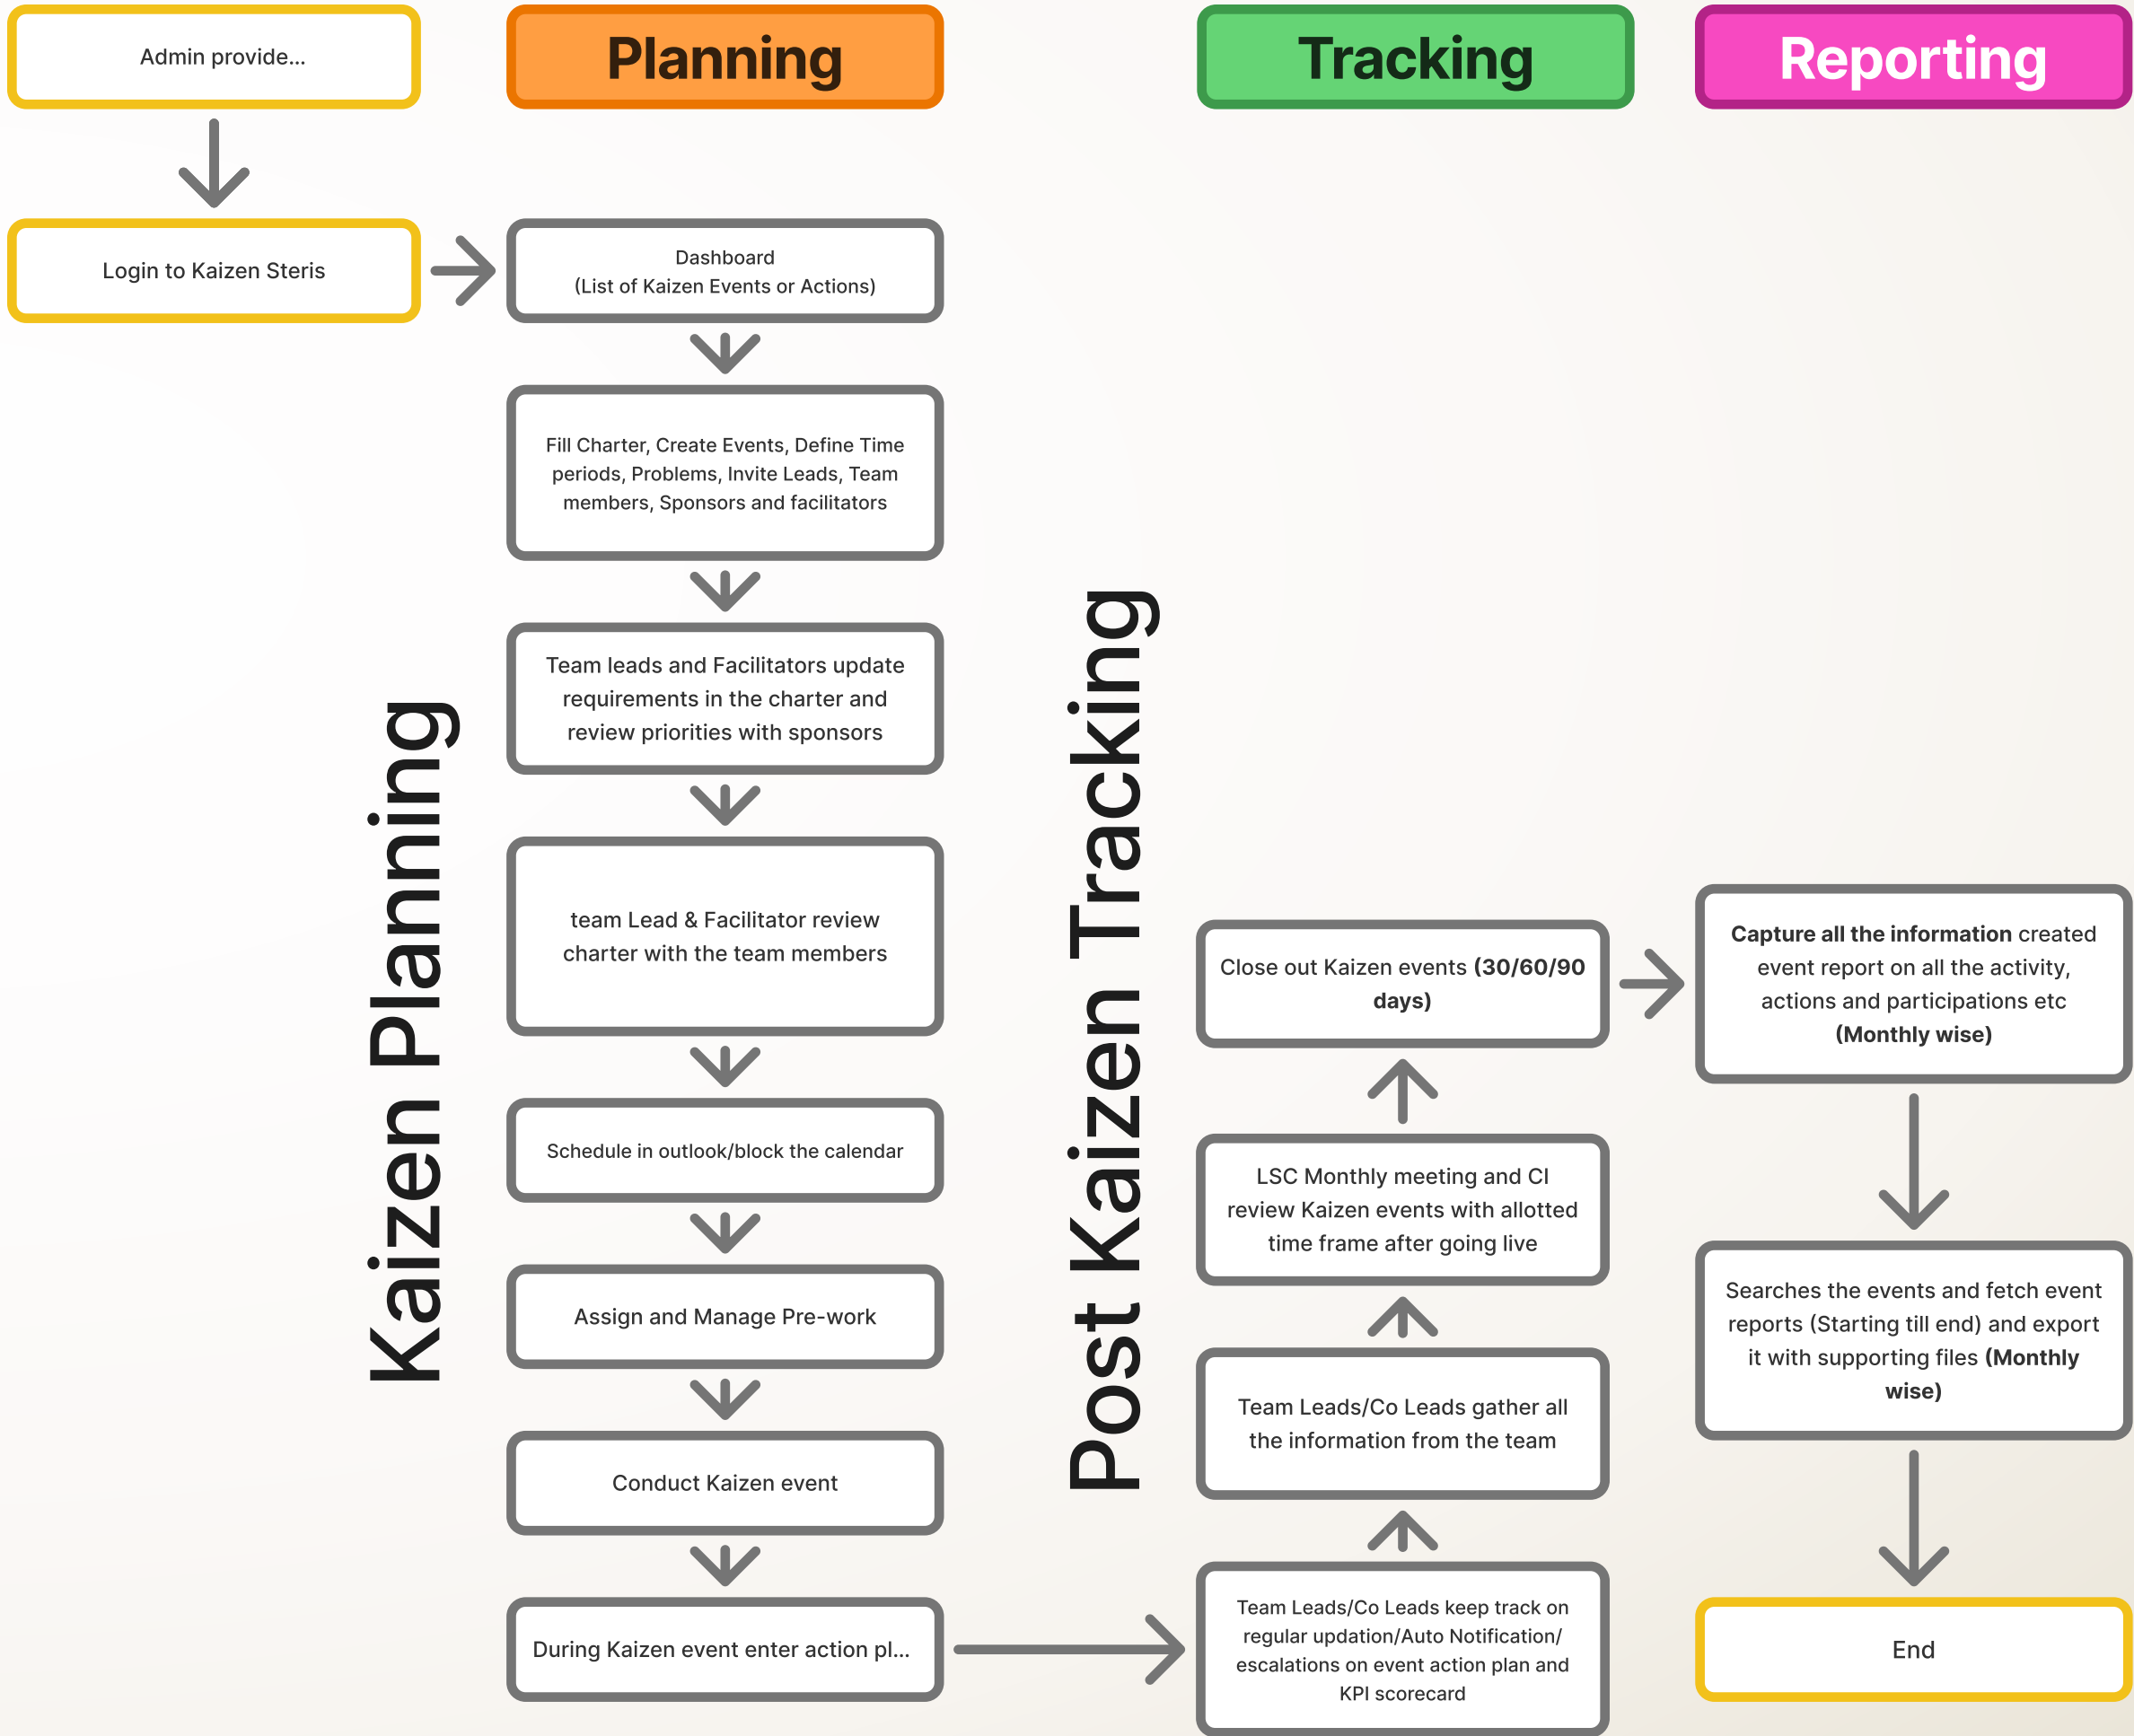 Admin provide...
Planning
Tracking
Reporting
Login to Kaizen Steris
Dashboard
(List of Kaizen Events or Actions)
Fill Charter, Create Events, Define Time
periods, Problems, Invite Leads, Team
members, Sponsors and facilitators
Team leads and Facilitators update
requirements in the charter and
review priorities with sponsors
team Lead & Facilitator review
charter with the team members
Schedule in outlook/block the calendar
Assign and Manage Pre-work
Conduct Kaizen event
During Kaizen event enter action pl...
Kaizen Planning
Post Kaizen Tracking
Close out Kaizen events (30/60/90
days)
LSC Monthly meeting and CI
review Kaizen events with allotted
time frame after going live
Team Leads/Co Leads gather all
the information from the team
Team Leads/Co Leads keep track on
regular updation/Auto Notification/
escalations on event action plan and
KPI scorecard
Capture all the information created
event report on all the activity,
actions and participations etc
(Monthly wise)
Searches the events and fetch event
reports (Starting till end) and export
it with supporting files (Monthly
wise)
End